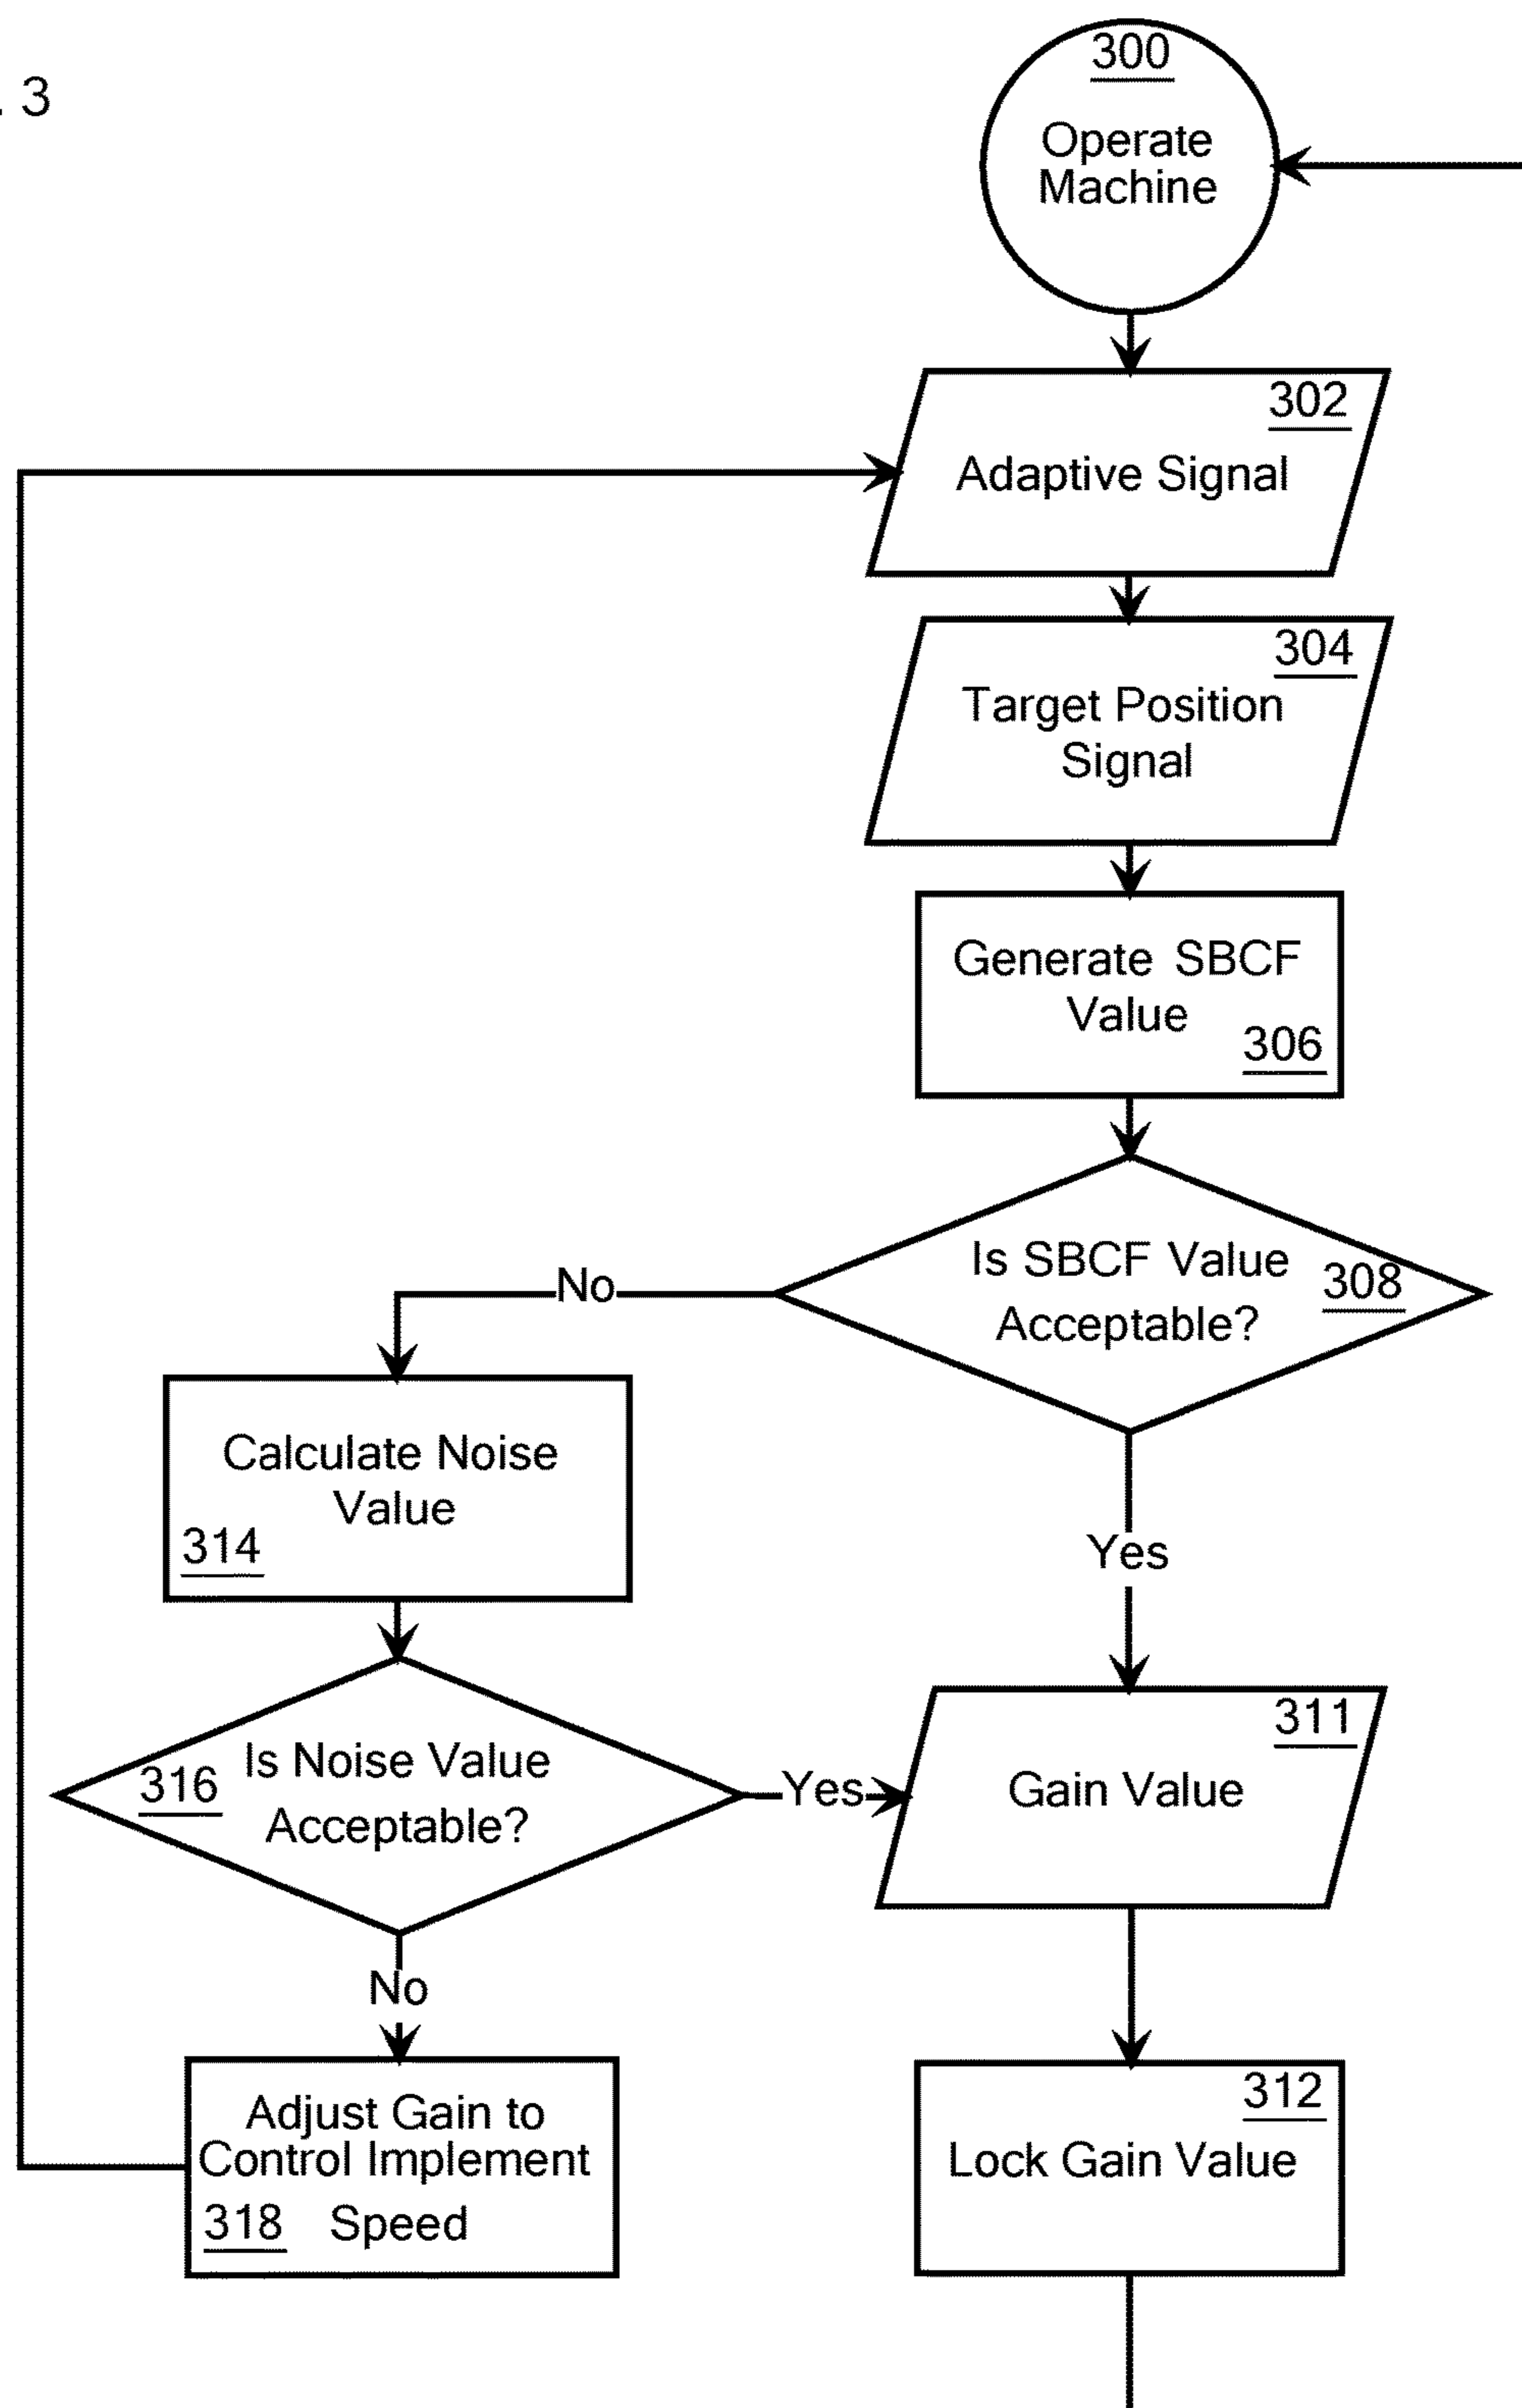 . 3
300
Operate
Machine
302
Adaptive Signal
304
Target Position
Signal
Generate SBCF
Value
306
Is SBCF Value
308
Acceptable?
No
Calculate Noise
Value
314
Yes
311
Gain Value
Is Noise Value
316
Acceptable?
Yes
No
Adjust Gain to
Control Implement
318 Speed
312
Lock Gain Value